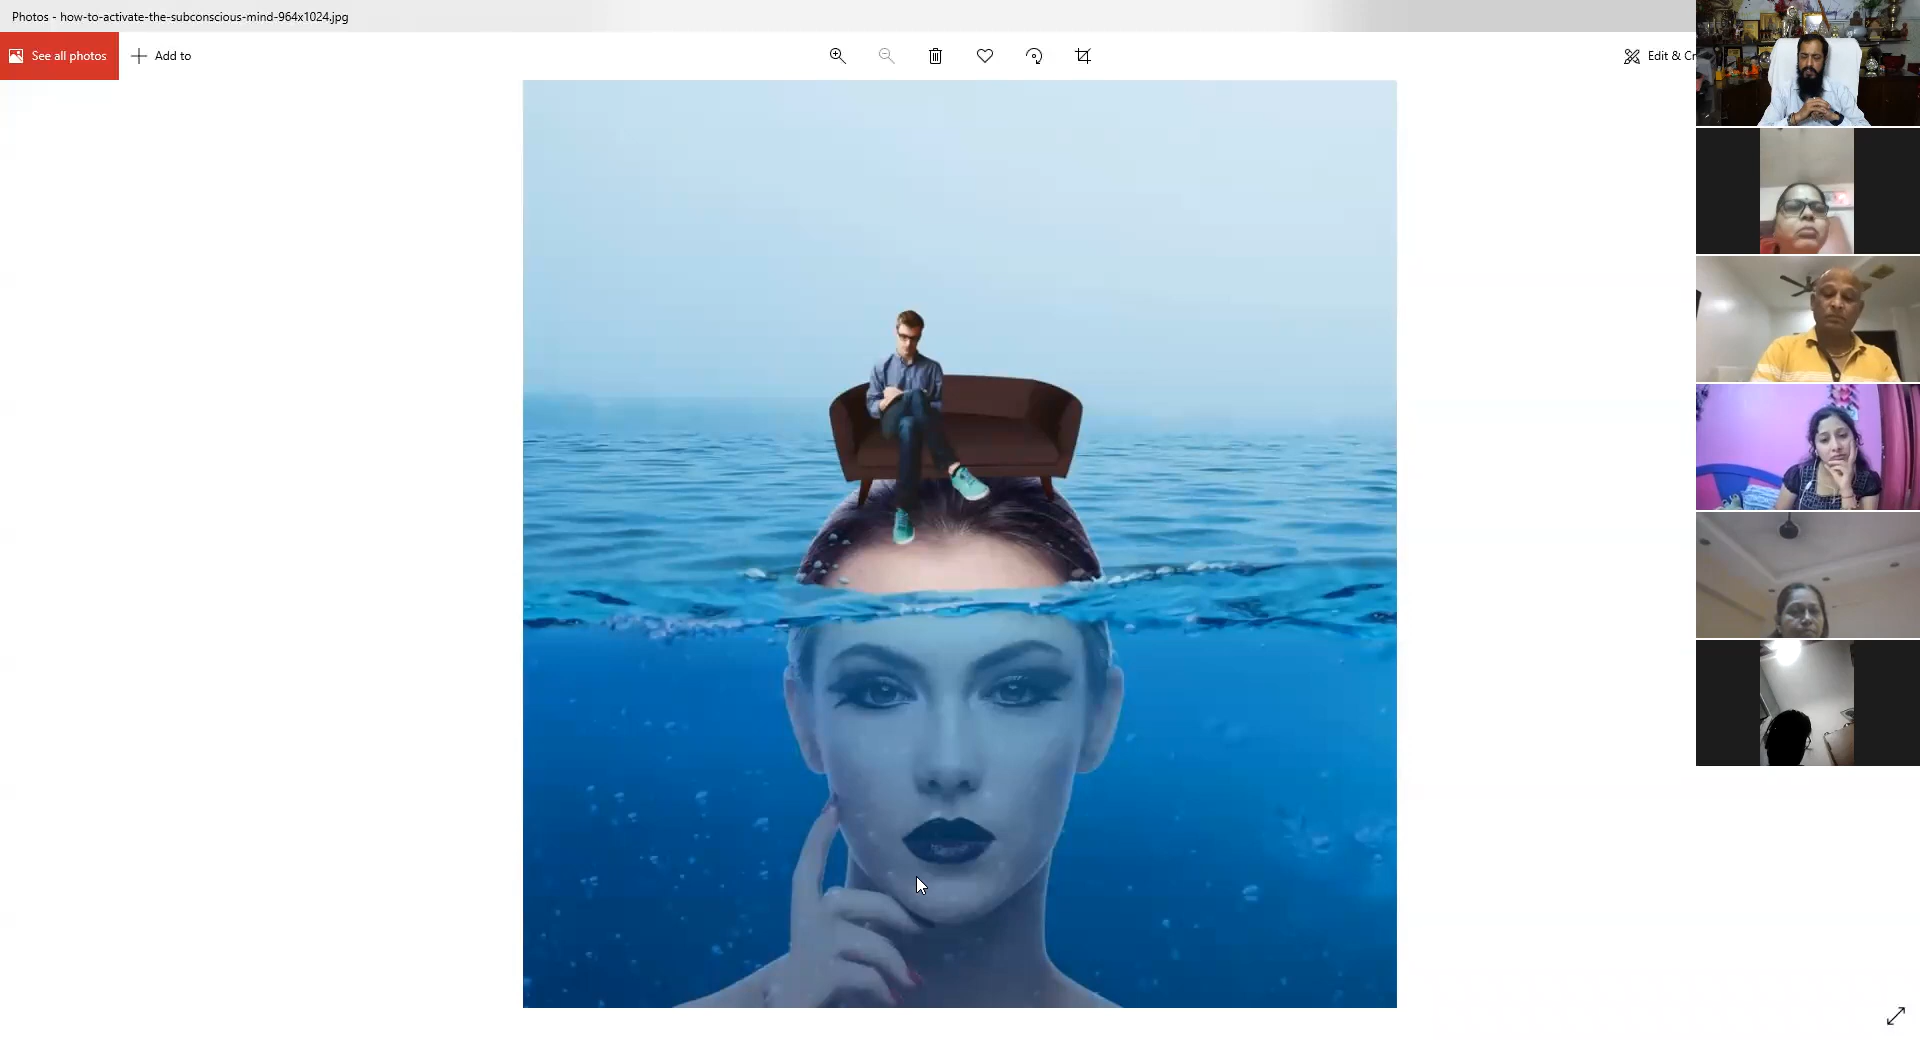 Photos - how-to-activate-the-subconscious-mind-964x1024.jpg
See all photos
Add to
Edit & Cr